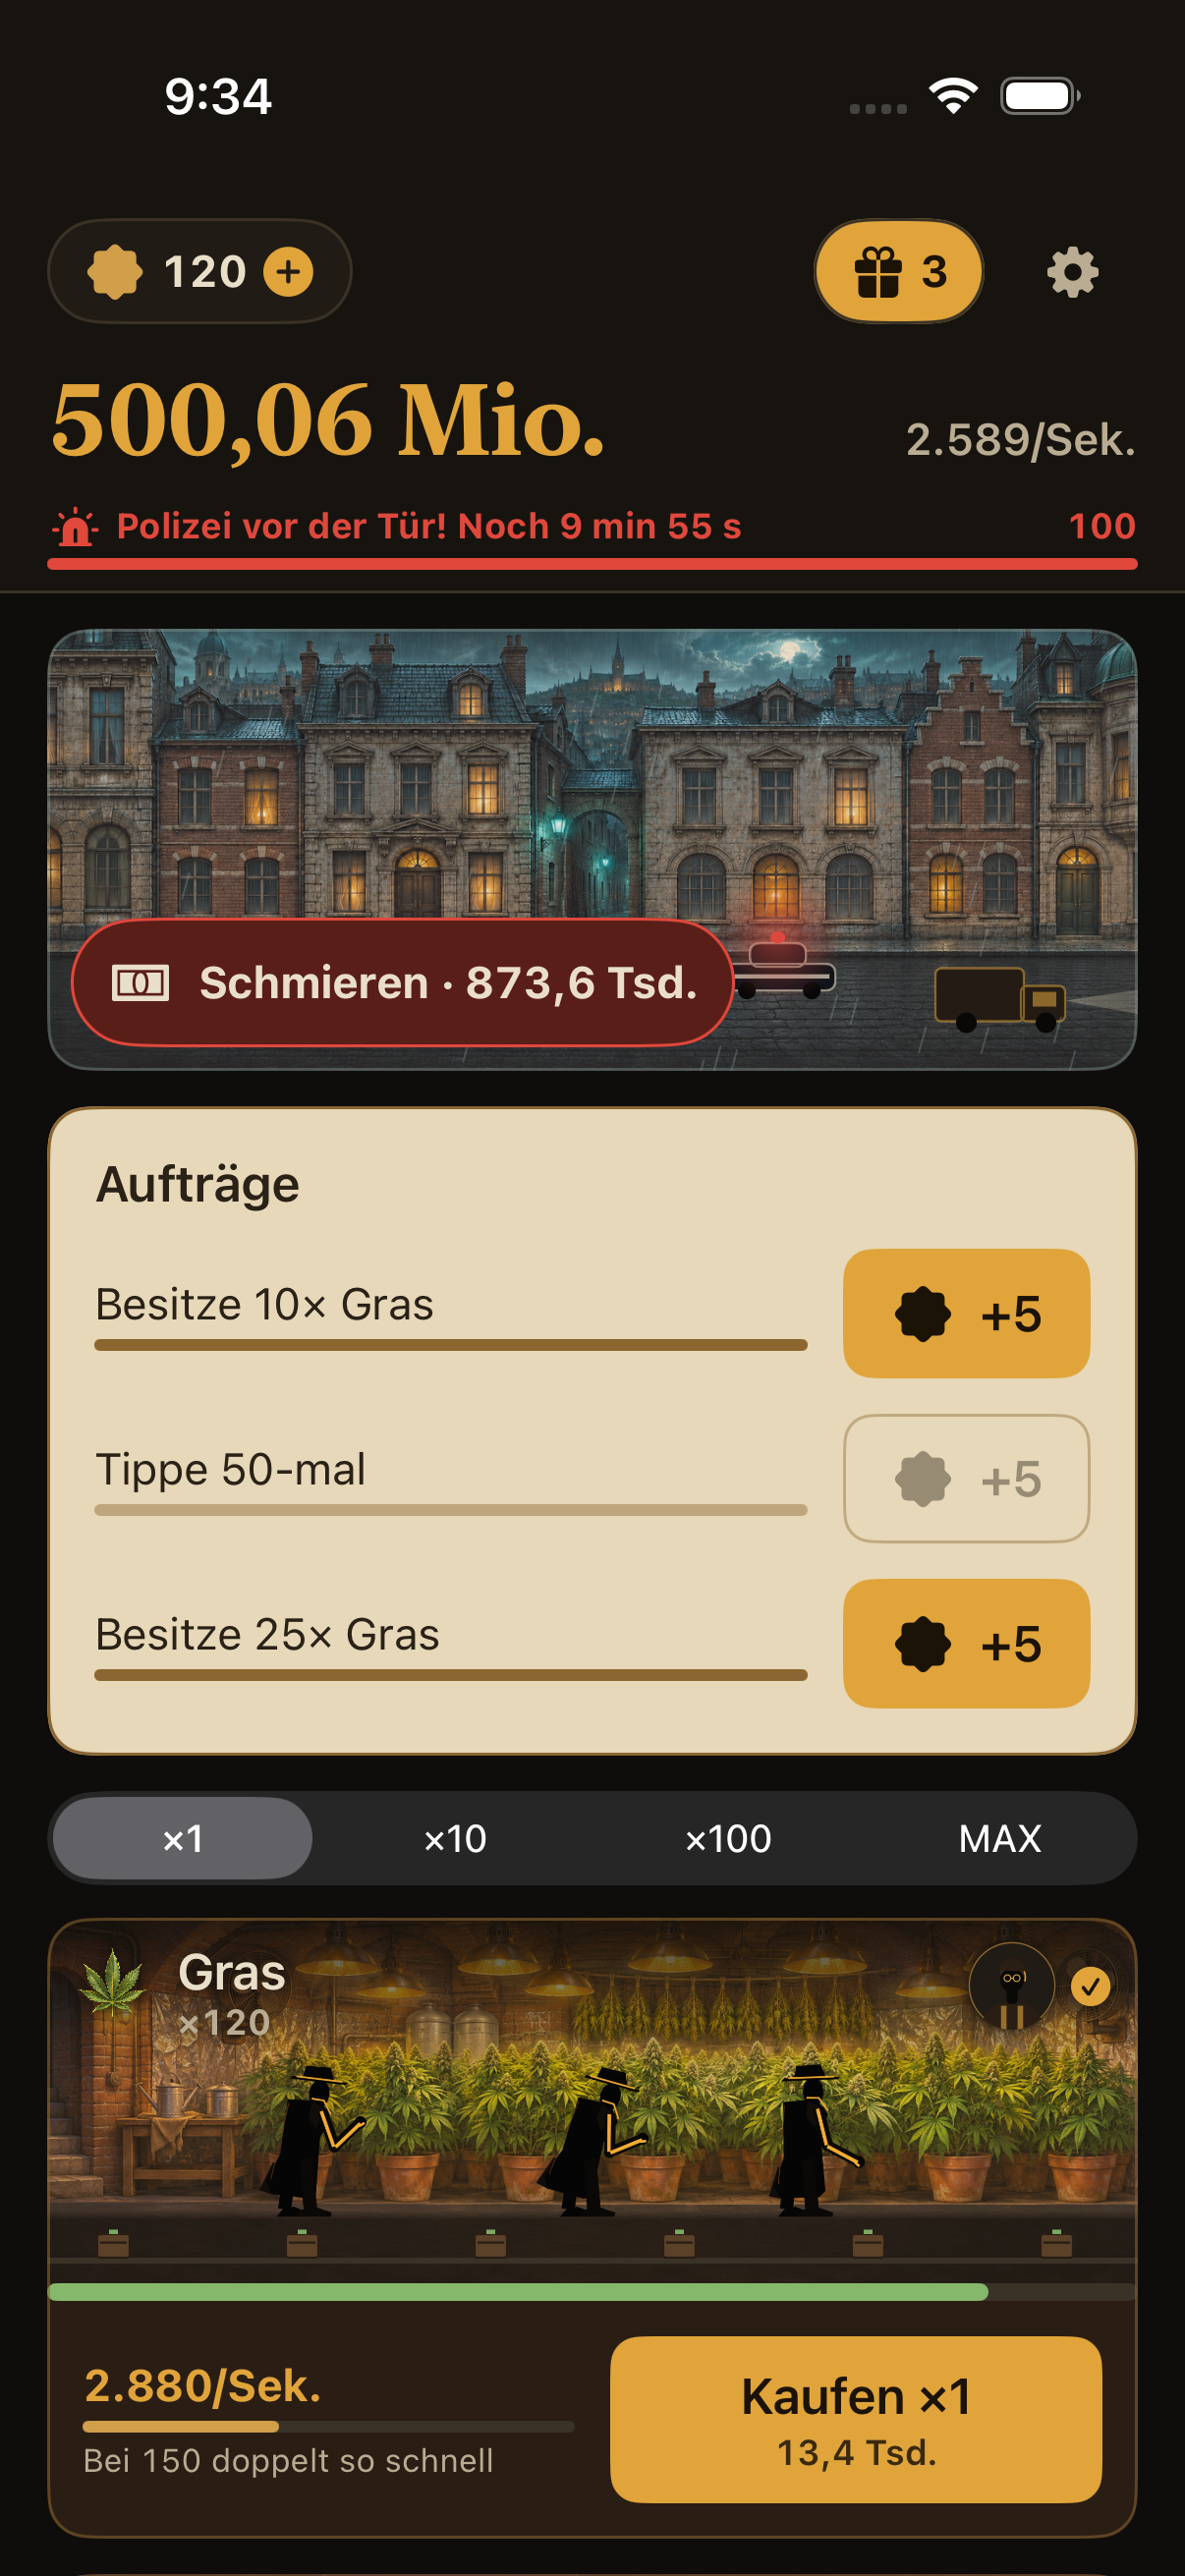 9:34
120
3
500,06 Mio.
2.589/Sek.
Polizei vor der Tür! Noch 9 min 55 s
100
Schmieren · 873,6 Tsd.
Aufträge
Besitze 10× Gras
+5
Tippe 50-mal
+5
Besitze 25× Gras
+5
×1
×10
×100
MAX
Gras
×120
2.880/Sek.
Bei 150 doppelt so schnell
Kaufen ×1
13,4 Tsd.